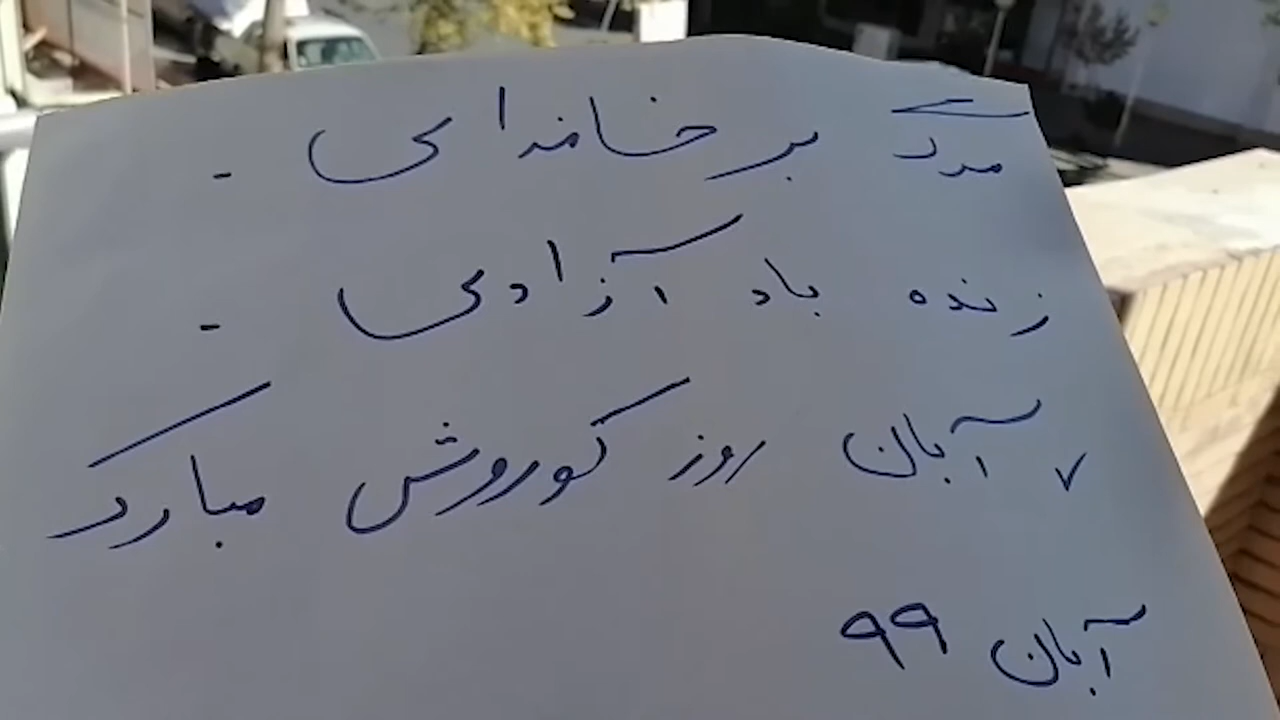 مرگ بر خامنه ای .
زنده باد آزادی .
۷ آبان روز کوروش مبارک
آبان ۹۹